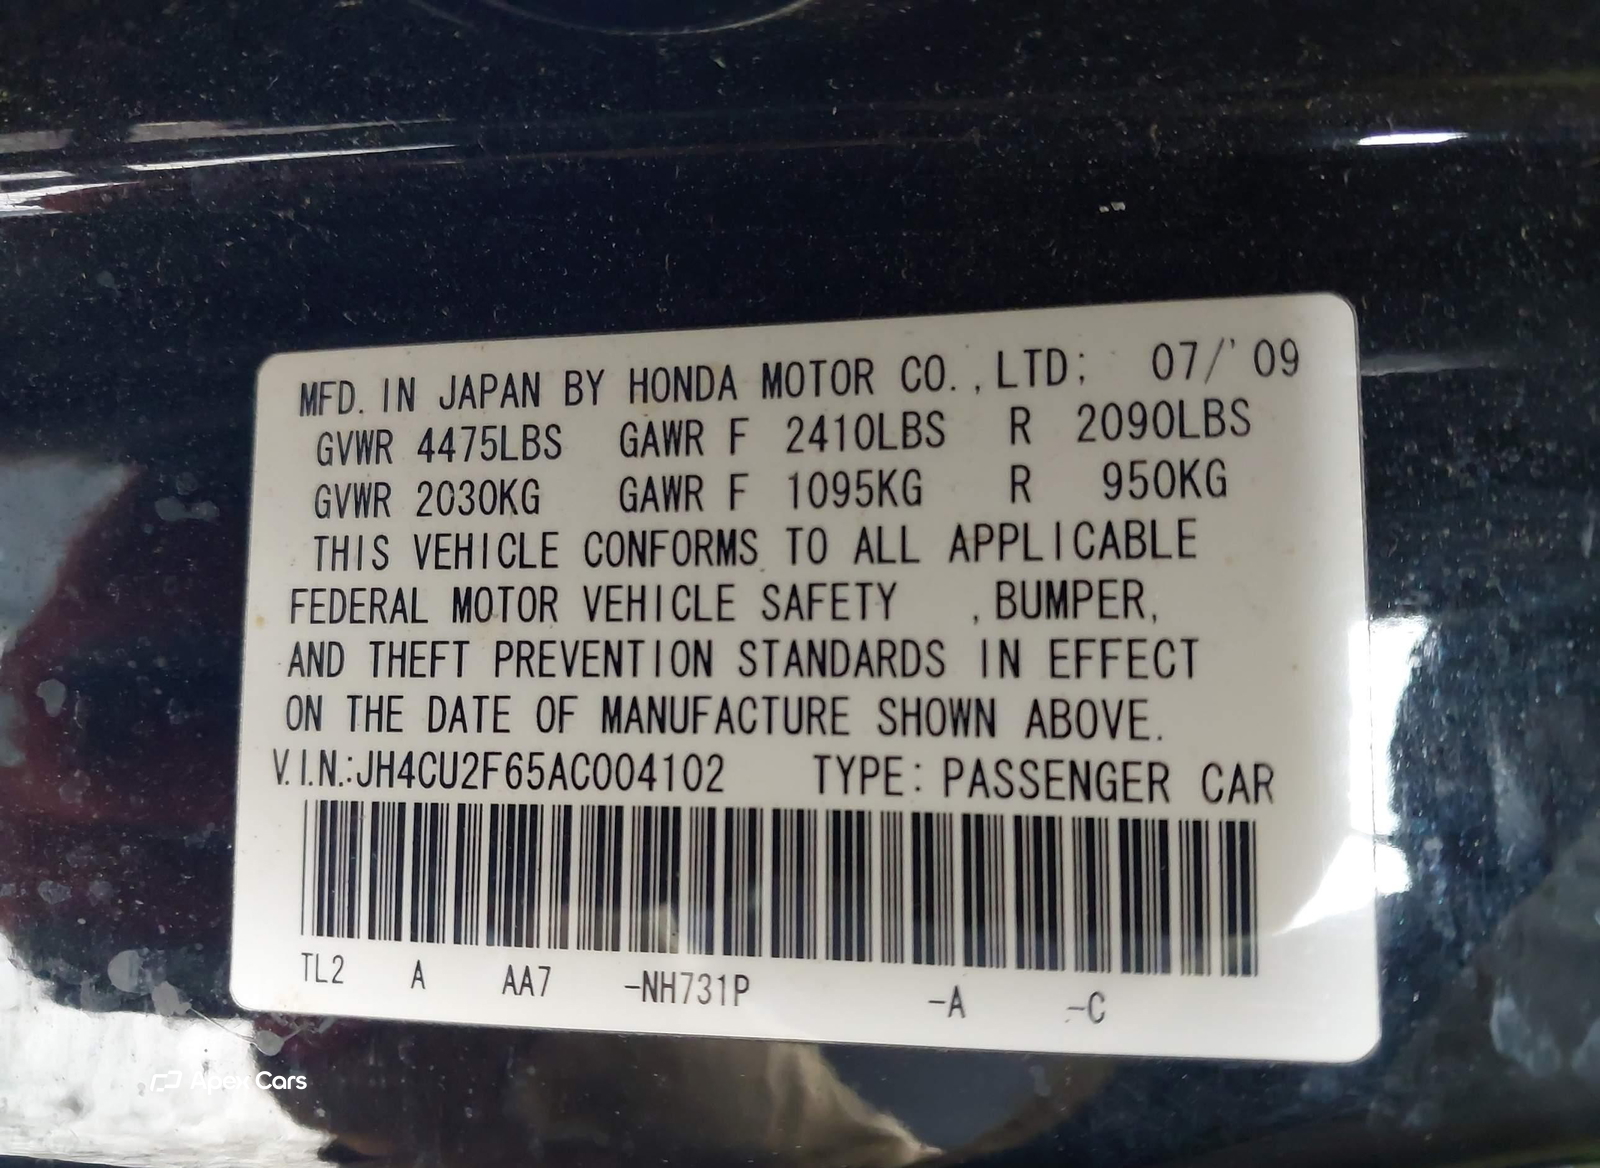 MFD. IN JAPAN BY HONDA MOTOR CO.,LTD; 07/'09
GVWR 4475LBS GAWR F 2410LBS R 2090LBS
GVWR 2030KG GAWR F 1095KG R 950KG
THIS VEHICLE CONFORMS TO ALL APPLICABLE
FEDERAL MOTOR VEHICLE SAFETY ,BUMPER,
AND THEFT PREVENTION STANDARDS IN EFFECT
ON THE DATE OF MANUFACTURE SHOWN ABOVE.
V.I.N.:JH4CU2F65AC004102 TYPE: PASSENGER CAR
TL2 A AA7 -NH731P -A -C
Apex Cars